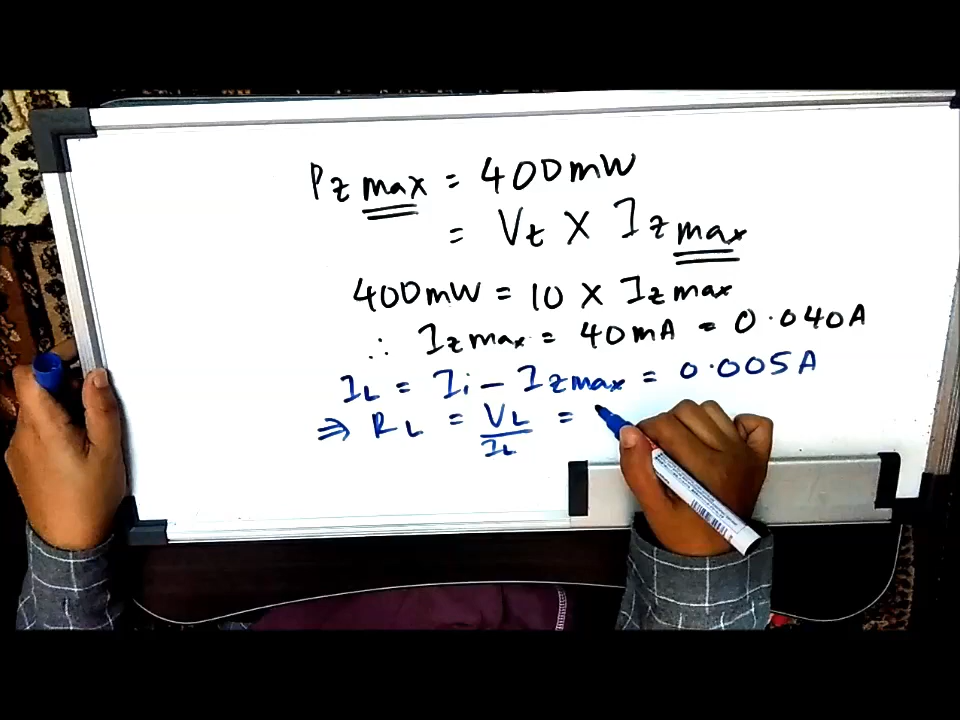 Pz max = 400mW
= Vz X Iz max
400mW = 10 X Iz max
∴ Iz max = 40mA = 0.040A
IL = Ii - Iz max = 0.005A
⇒ RL = VL/IL =